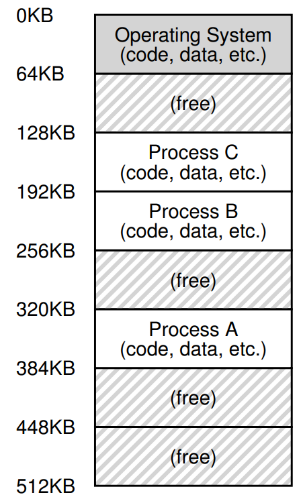 0KB
Operating System
(code, data, etc.)
64KB
(free)
128KB
Process C
(code, data, etc.)
192KB
Process B
(code, data, etc.)
256KB
(free)
320KB
Process A
(code, data, etc.)
384KB
(free)
448KB
(free)
512KB